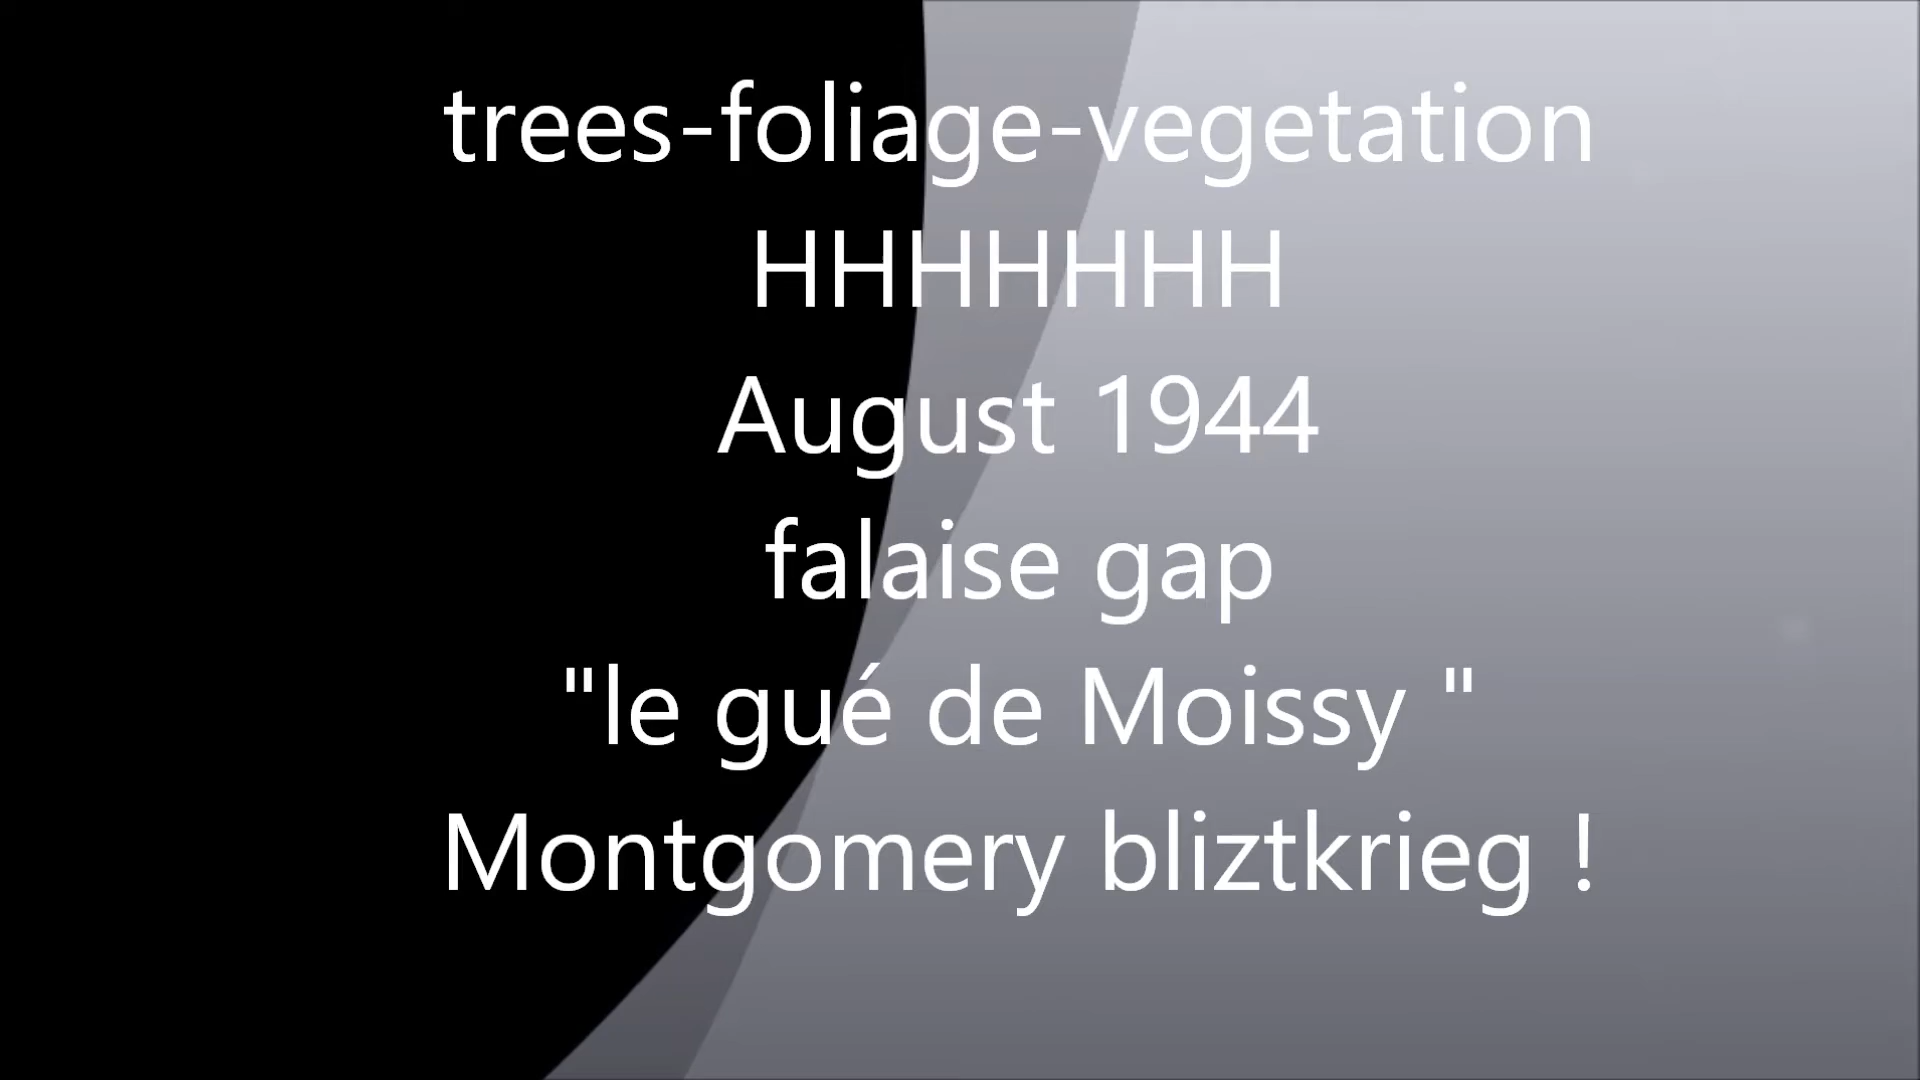 trees-foliage-vegetation
HHHHHHH
August 1944
falaise gap
"le gué de Moissy "
Montgomery bliztkrieg !